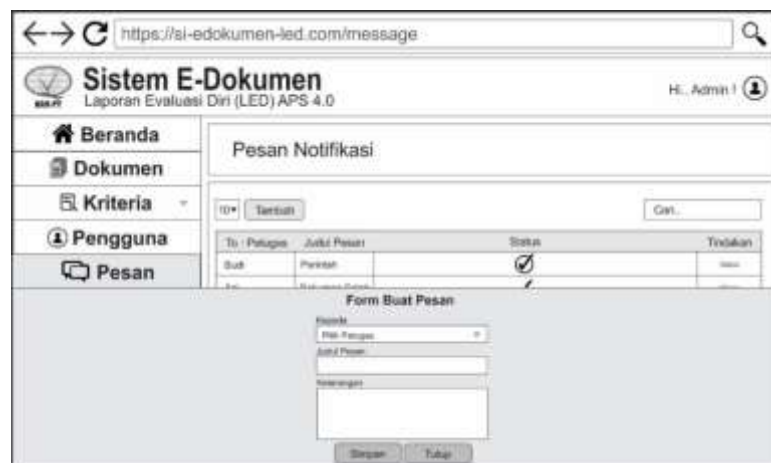 https://si-edokumen-led.com/message
Sistem E-Dokumen
Laporan Evaluasi Diri (LED) APS 4.0
Hi.. Admin !
Beranda
Dokumen
Kriteria
Pengguna
Pesan
Pesan Notifikasi
10 Tambah
Cari..
To : Petugas Judul Pesan Status Tindakan
Budi Perintah
Form Buat Pesan
Kepada
Pilih Petugas
Judul Pesan
Keterangan
Simpan Tutup